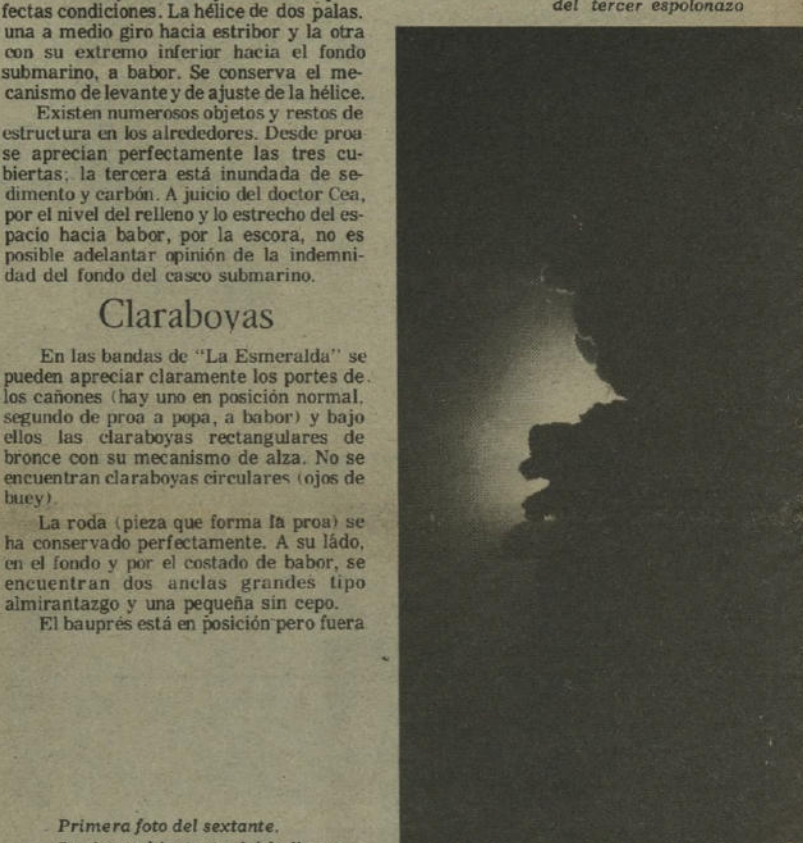 fectas condiciones. La hélice de dos palas,
una a medio giro hacia estribor y la otra
con su extremo inferior hacia el fondo
submarino, a babor. Se conserva el me-
canismo de levante y de ajuste de la hélice.
Existen numerosos objetos y restos de
estructura en los alrededores. Desde proa
se aprecian perfectamente las tres cu-
biertas; la tercera está inundada de se-
dimento y carbón. A juicio del doctor Cea,
por el nivel del relleno y lo estrecho del es-
pacio hacia babor, por la escora, no es
posible adelantar opinión de la indemni-
dad del fondo del casco submarino.
Claraboyas
En las bandas de "La Esmeralda" se
pueden apreciar claramente los portes de
los cañones (hay uno en posición normal,
segundo de proa a popa, a babor) y bajo
ellos las claraboyas rectangulares de
bronce con su mecanismo de alza. No se
encuentran claraboyas circulares (ojos de
buey).
La roda (pieza que forma la proa) se
ha conservado perfectamente. A su ládo,
en el fondo y por el costado de babor, se
encuentran dos anclas grandes tipo
almirantazgo y una pequeña sin cepo.
El bauprés está en posición pero fuera
del tercer espolonazo
Primera foto del sextante.